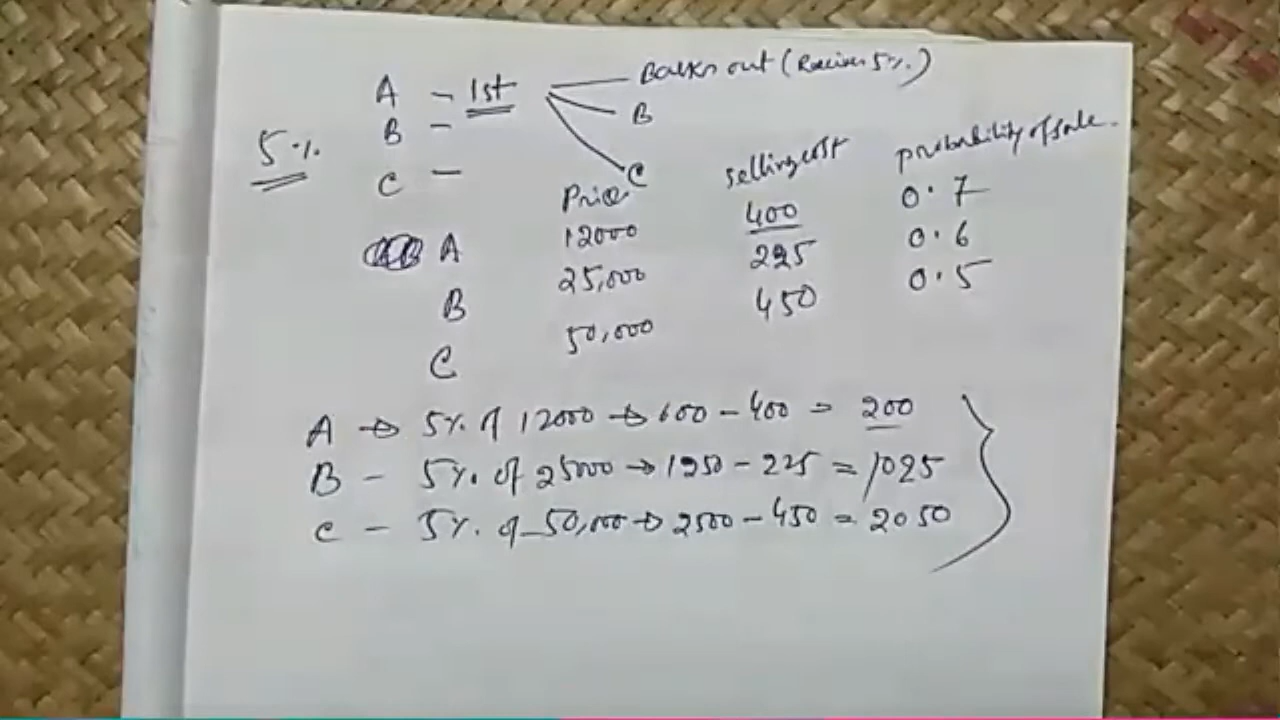 A – 1st Backs out (Receives 5%.)
B – B
5%.
C – C
Price selling cost probability of sale.
A 12000 400 0.7
B 25,000 225 0.6
C 50,000 450 0.5
A → 5%. of 12000 → 600 - 400 = 200
B - 5%. of 25000 → 1250 - 225 = 1025
C - 5%. of 50,000 → 2500 - 450 = 2050